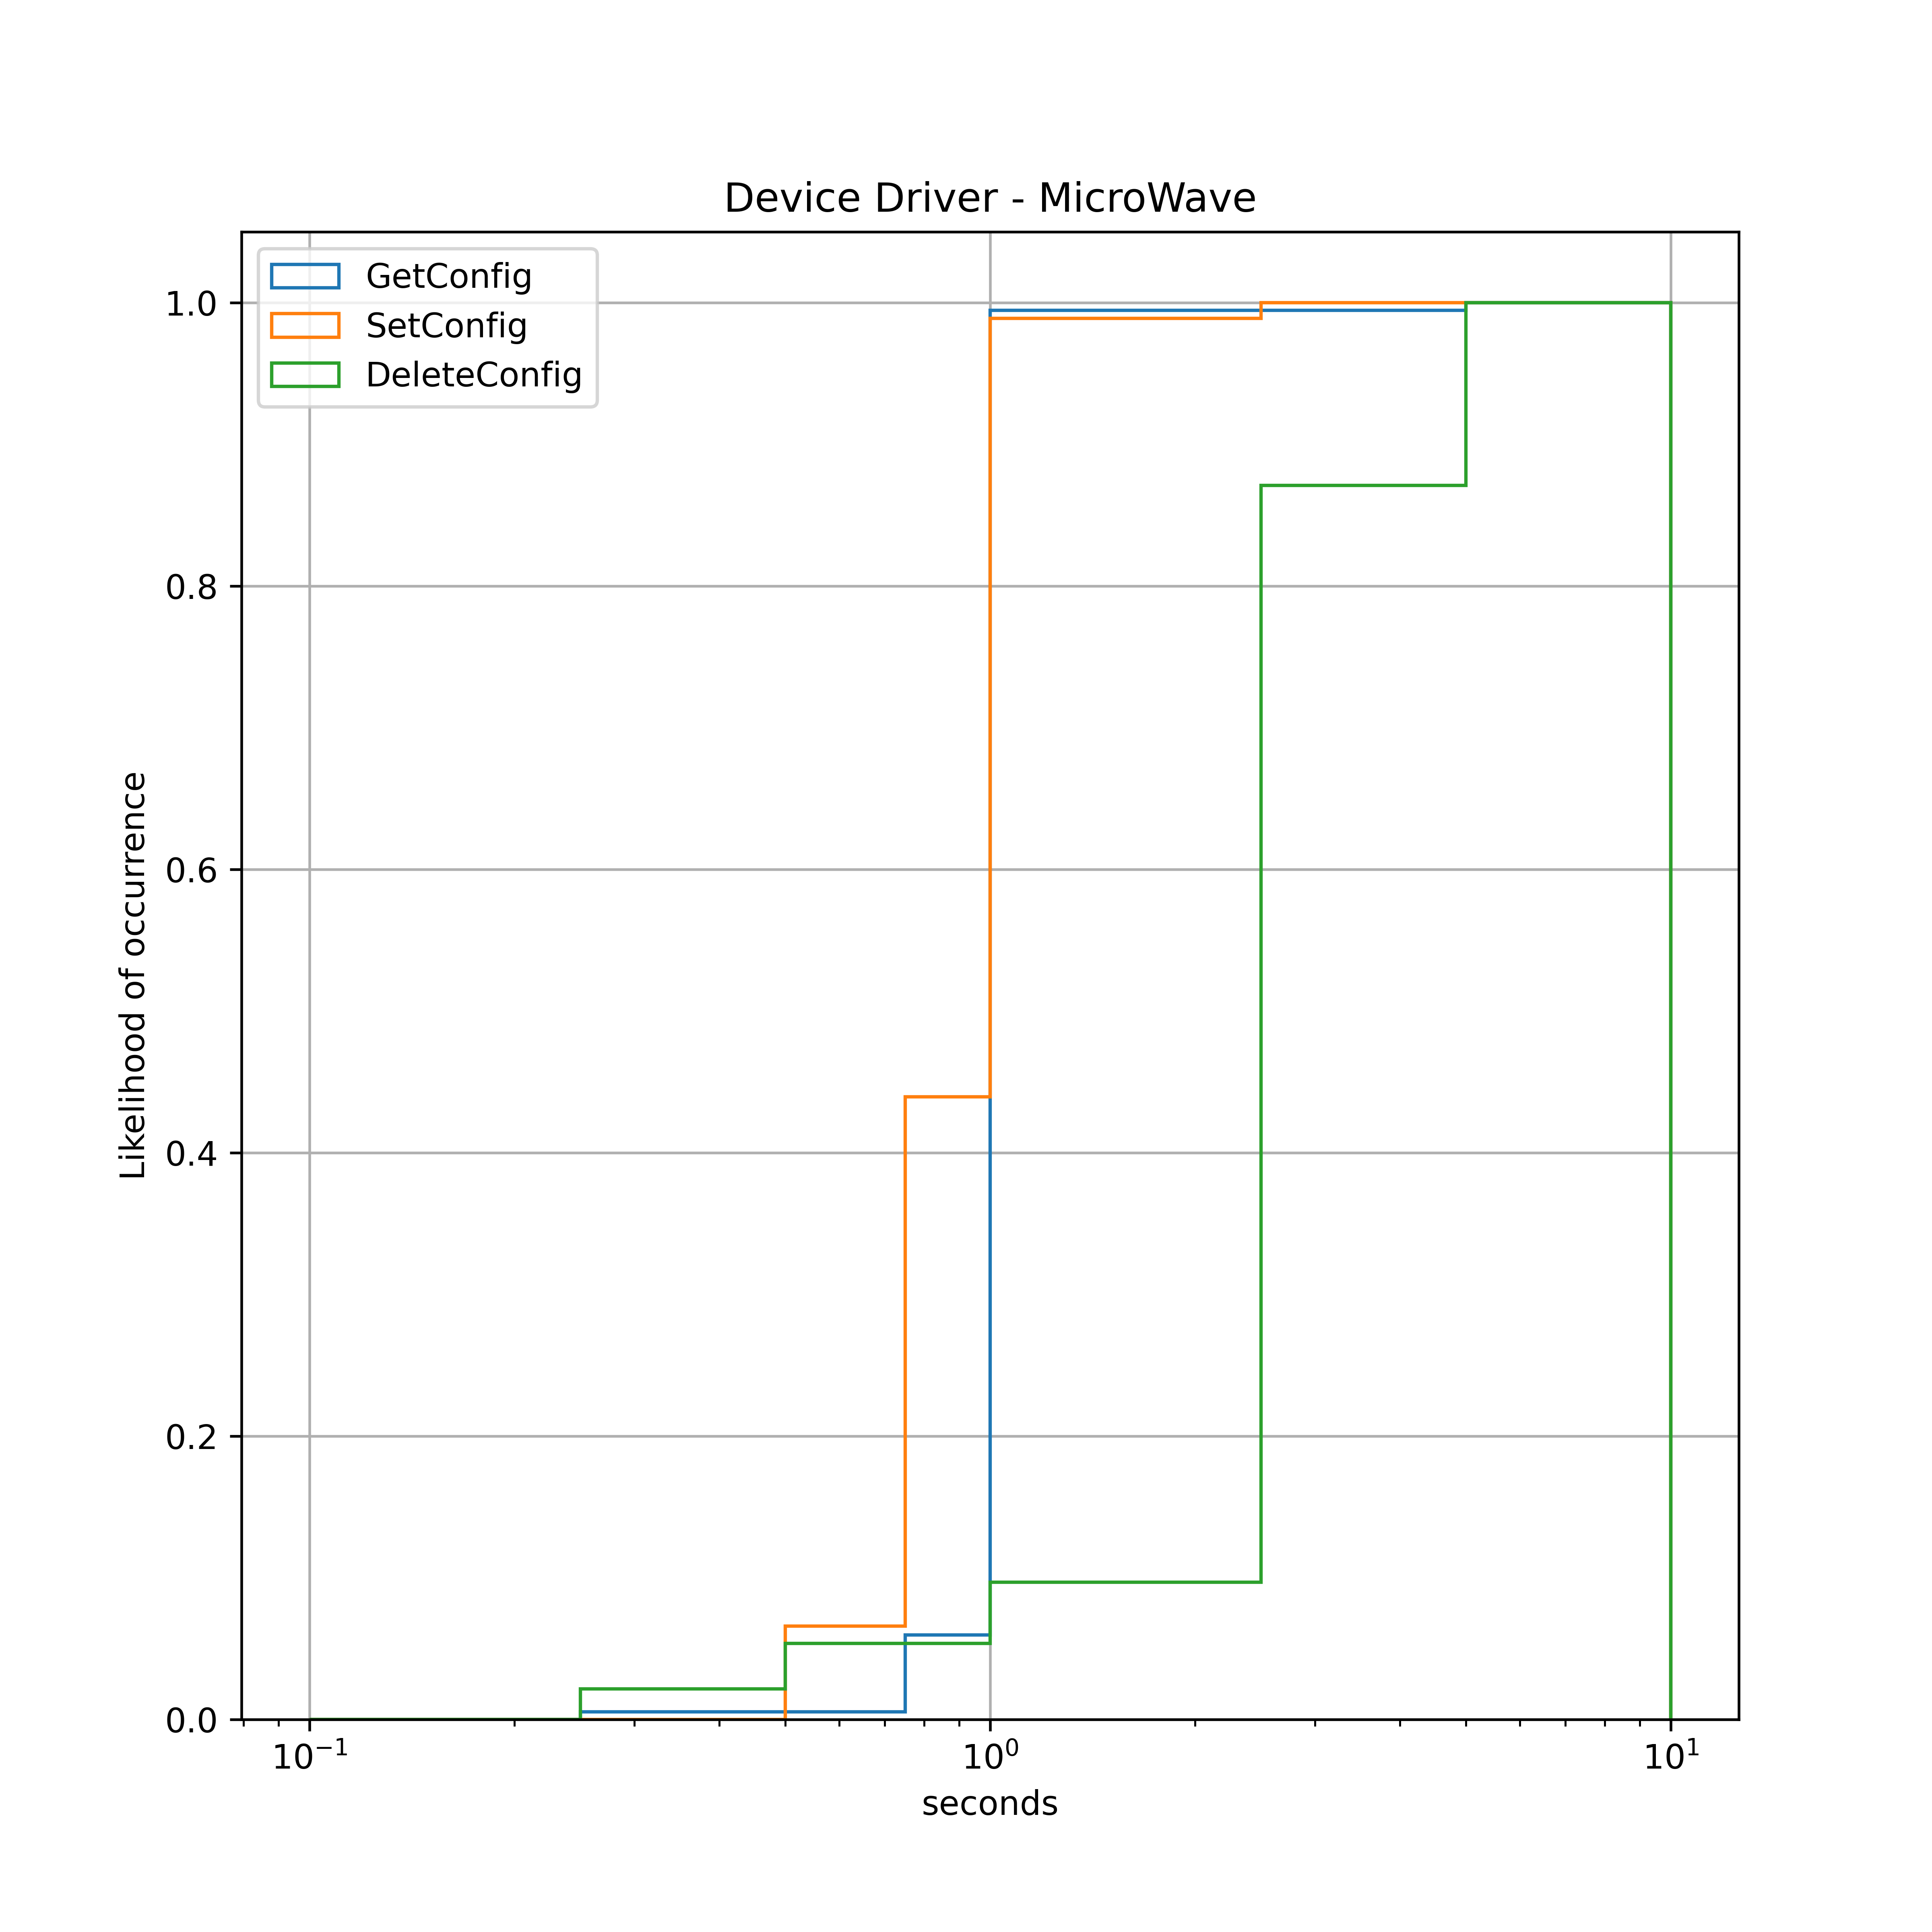 Device Driver - MicroWave
GetConfig
SetConfig
DeleteConfig
1.0
0.8
0.6
0.4
0.2
0.0
Likelihood of occurrence
10⁻¹
10⁰
10¹
seconds